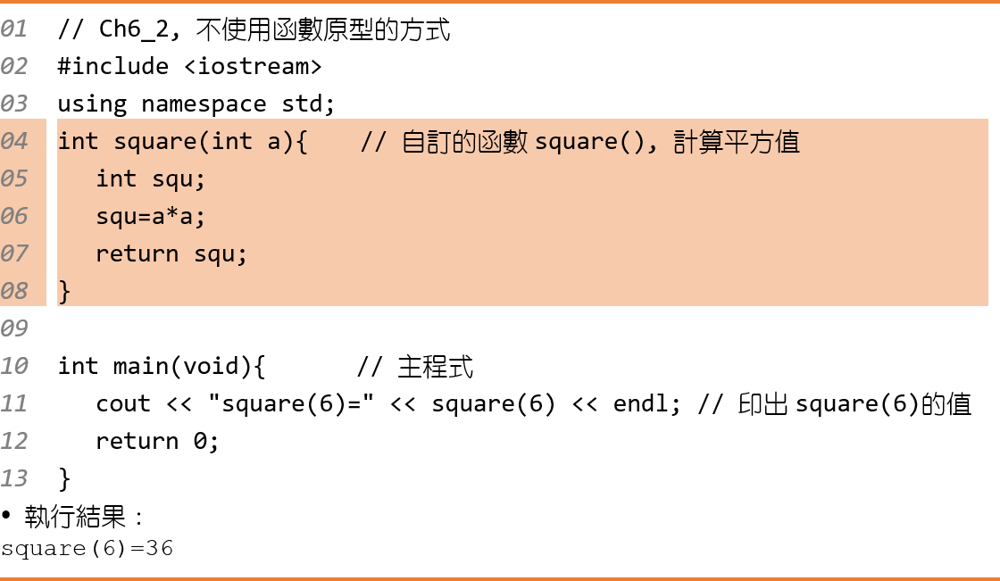 01 // Ch6_2, 不使用函數原型的方式
02 #include <iostream>
03 using namespace std;
04 int square(int a){ // 自訂的函數 square(), 計算平方值
05 int squ;
06 squ=a*a;
07 return squ;
08 }
09
10 int main(void){ // 主程式
11 cout << "square(6)=" << square(6) << endl; // 印出 square(6)的值
12 return 0;
13 }
• 執行結果：
square(6)=36